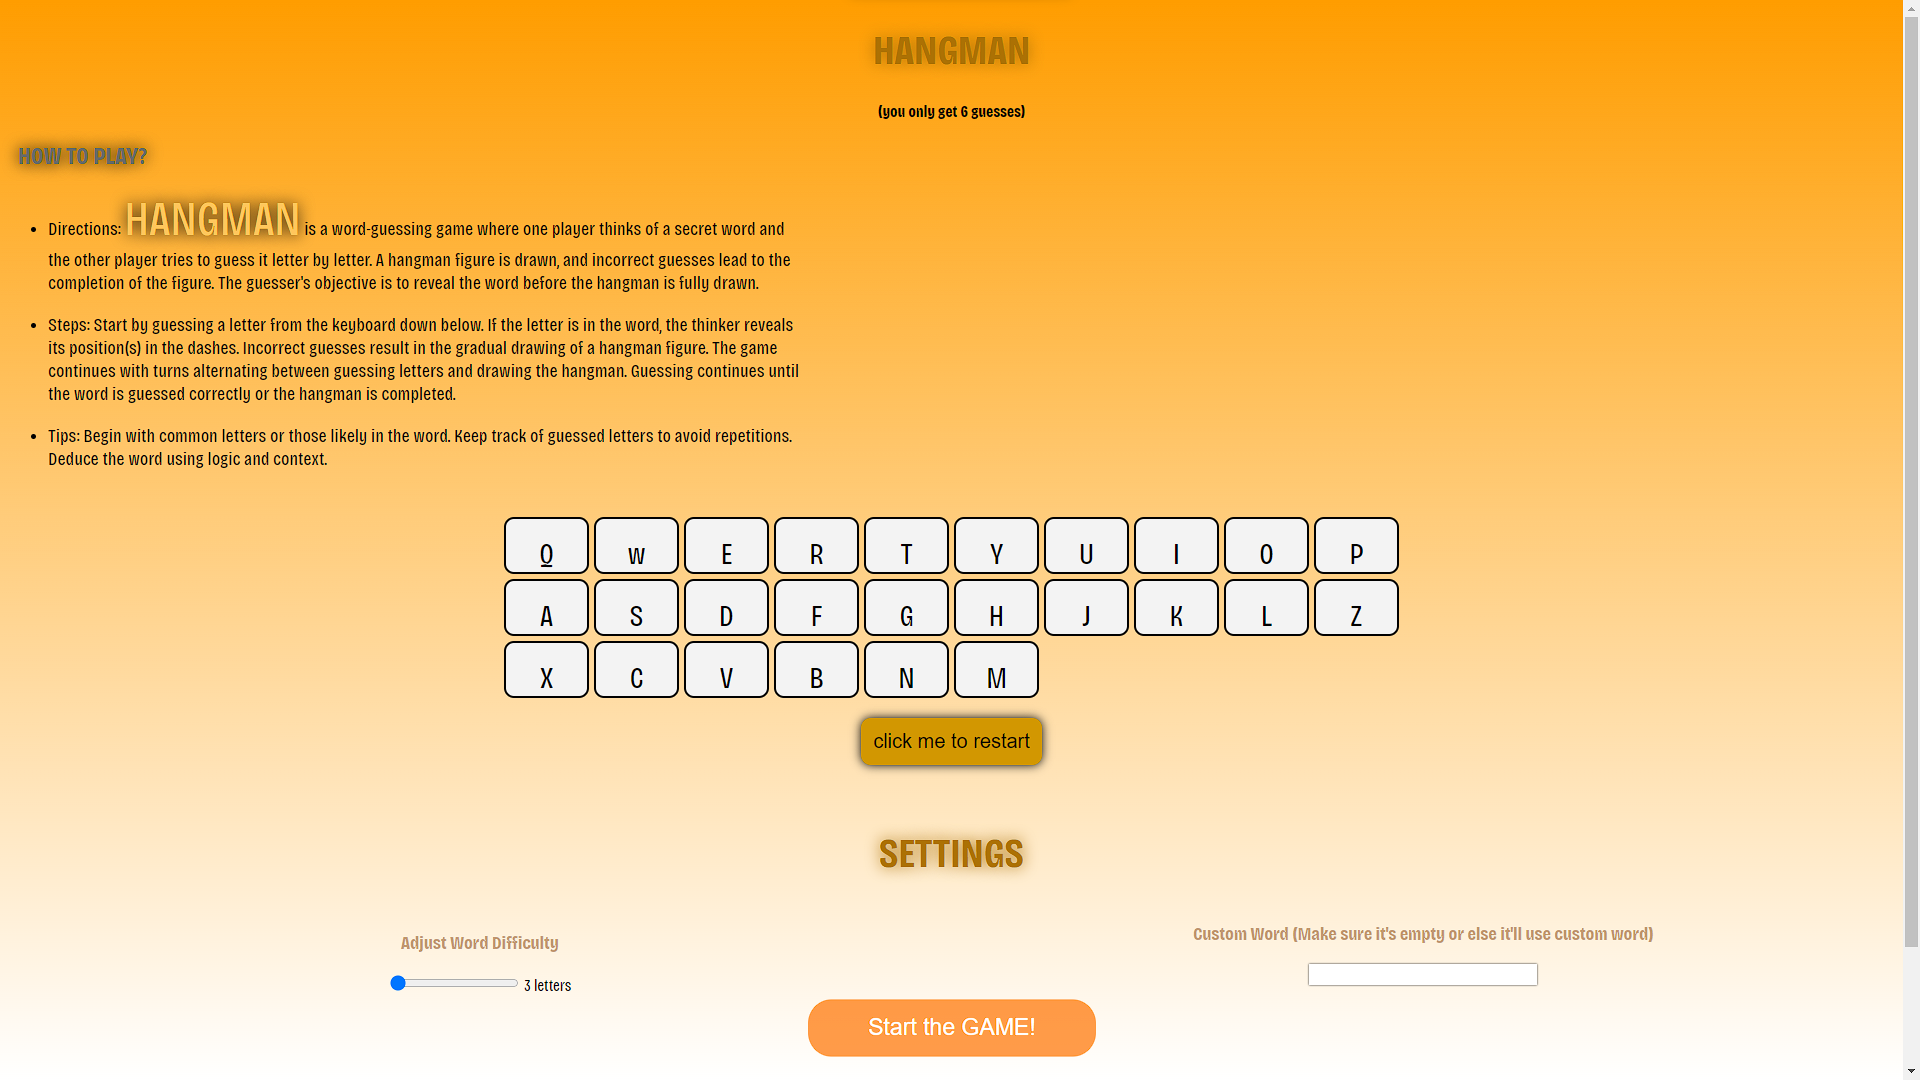 HANGMAN
(you only get 6 guesses)
HOW TO PLAY?
Directions: HANGMAN is a word-guessing game where one player thinks of a secret word and
the other player tries to guess it letter by letter. A hangman figure is drawn, and incorrect guesses lead to the
completion of the figure. The guesser's objective is to reveal the word before the hangman is fully drawn.
Steps: Start by guessing a letter from the keyboard down below. If the letter is in the word, the thinker reveals
its position(s) in the dashes. Incorrect guesses result in the gradual drawing of a hangman figure. The game
continues with turns alternating between guessing letters and drawing the hangman. Guessing continues until
the word is guessed correctly or the hangman is completed.
Tips: Begin with common letters or those likely in the word. Keep track of guessed letters to avoid repetitions.
Deduce the word using logic and context.
Q w E R T Y U I O P
A S D F G H J K L Z
X C V B N M
click me to restart
SETTINGS
Adjust Word Difficulty
3 letters
Custom Word (Make sure it's empty or else it'll use custom word)
Start the GAME!